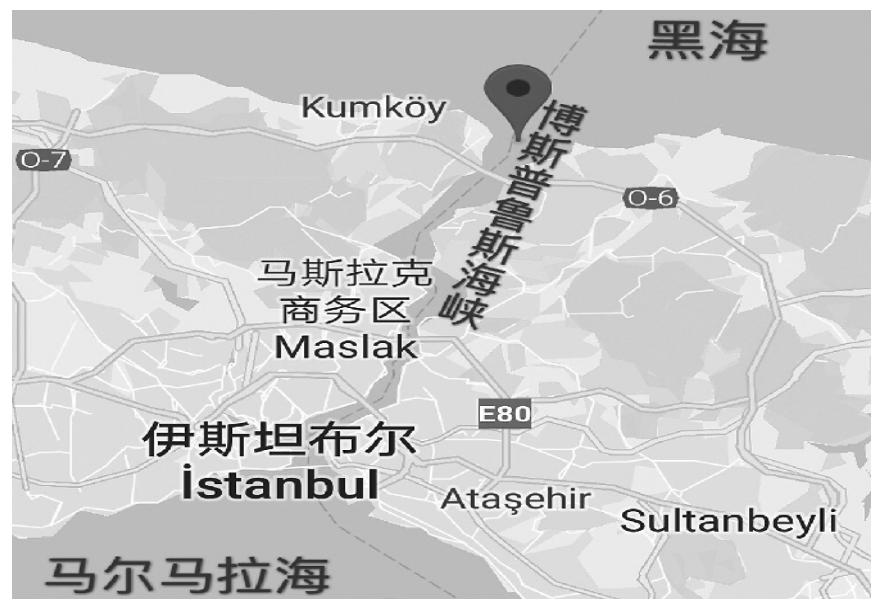 黑海
Kumköy
博斯普鲁斯海峡
O-7
O-6
马斯拉克
商务区
Maslak
E80
伊斯坦布尔
İstanbul
Ataşehir
Sultanbeyli
马尔马拉海